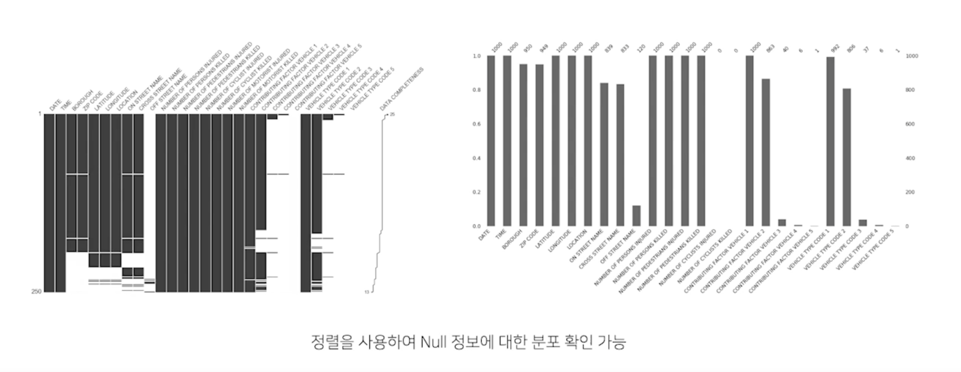 DATE
TIME
BOROUGH
ZIP CODE
LATITUDE
LONGITUDE
LOCATION
ON STREET NAME
CROSS STREET NAME
OFF STREET NAME
NUMBER OF PERSONS INJURED
NUMBER OF PERSONS KILLED
NUMBER OF PEDESTRIANS INJURED
NUMBER OF PEDESTRIANS KILLED
NUMBER OF CYCLIST INJURED
NUMBER OF CYCLIST KILLED
NUMBER OF MOTORIST INJURED
NUMBER OF MOTORIST KILLED
CONTRIBUTING FACTOR VEHICLE 1
CONTRIBUTING FACTOR VEHICLE 2
CONTRIBUTING FACTOR VEHICLE 3
CONTRIBUTING FACTOR VEHICLE 4
CONTRIBUTING FACTOR VEHICLE 5
VEHICLE TYPE CODE 1
VEHICLE TYPE CODE 2
VEHICLE TYPE CODE 3
VEHICLE TYPE CODE 4
VEHICLE TYPE CODE 5
DATA COMPLETENESS
1
250
1000 1000 950 949 1000 1000 1000 839 833 120 1000 1000 1000 1000 0 0 1000 863 40 6 1 992 806 37 6 1
1.0 1000
0.8 800
0.6 600
0.4 400
0.2 200
0.0 0
DATE
TIME
BOROUGH
ZIP CODE
LATITUDE
LONGITUDE
LOCATION
ON STREET NAME
CROSS STREET NAME
OFF STREET NAME
NUMBER OF PERSONS INJURED
NUMBER OF PERSONS KILLED
NUMBER OF PEDESTRIANS INJURED
NUMBER OF PEDESTRIANS KILLED
NUMBER OF CYCLISTS INJURED
NUMBER OF CYCLISTS KILLED
CONTRIBUTING FACTOR VEHICLE 1
CONTRIBUTING FACTOR VEHICLE 2
CONTRIBUTING FACTOR VEHICLE 3
CONTRIBUTING FACTOR VEHICLE 4
CONTRIBUTING FACTOR VEHICLE 5
VEHICLE TYPE CODE 1
VEHICLE TYPE CODE 2
VEHICLE TYPE CODE 3
VEHICLE TYPE CODE 4
VEHICLE TYPE CODE 5
정렬을 사용하여 Null 정보에 대한 분포 확인 가능